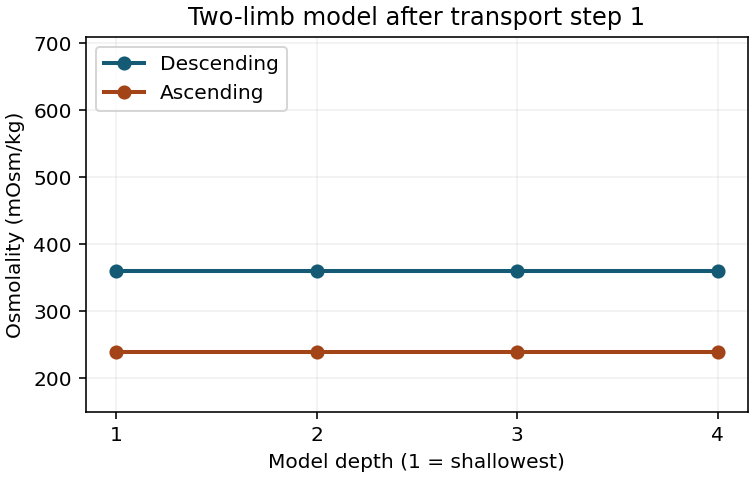 Two-limb model after transport step 1
Osmolality (mOsm/kg)
700
600
500
400
300
200
Descending
Ascending
1
2
3
4
Model depth (1 = shallowest)